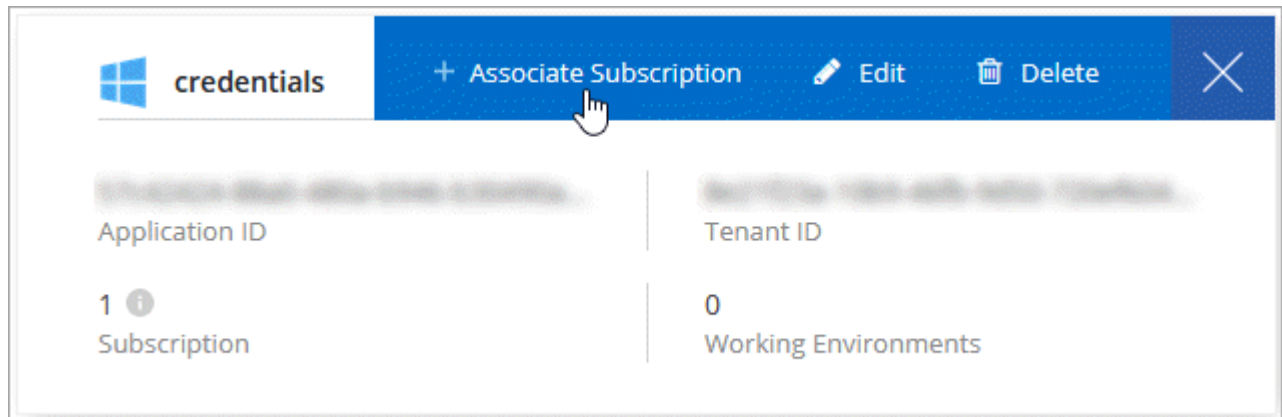 credentials
+ Associate Subscription
Edit
Delete
Application ID
Tenant ID
1
Subscription
0
Working Environments